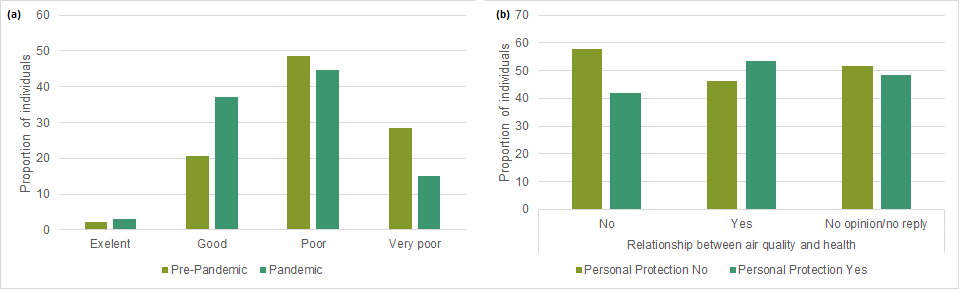 (a)
Proportion of individuals
60
50
40
30
20
10
0
Exelent Good Poor Very poor
Pre-Pandemic Pandemic
(b)
Proportion of individuals
70
60
50
40
30
20
10
0
No Yes No opinion/no reply
Relationship between air quality and health
Personal Protection No Personal Protection Yes